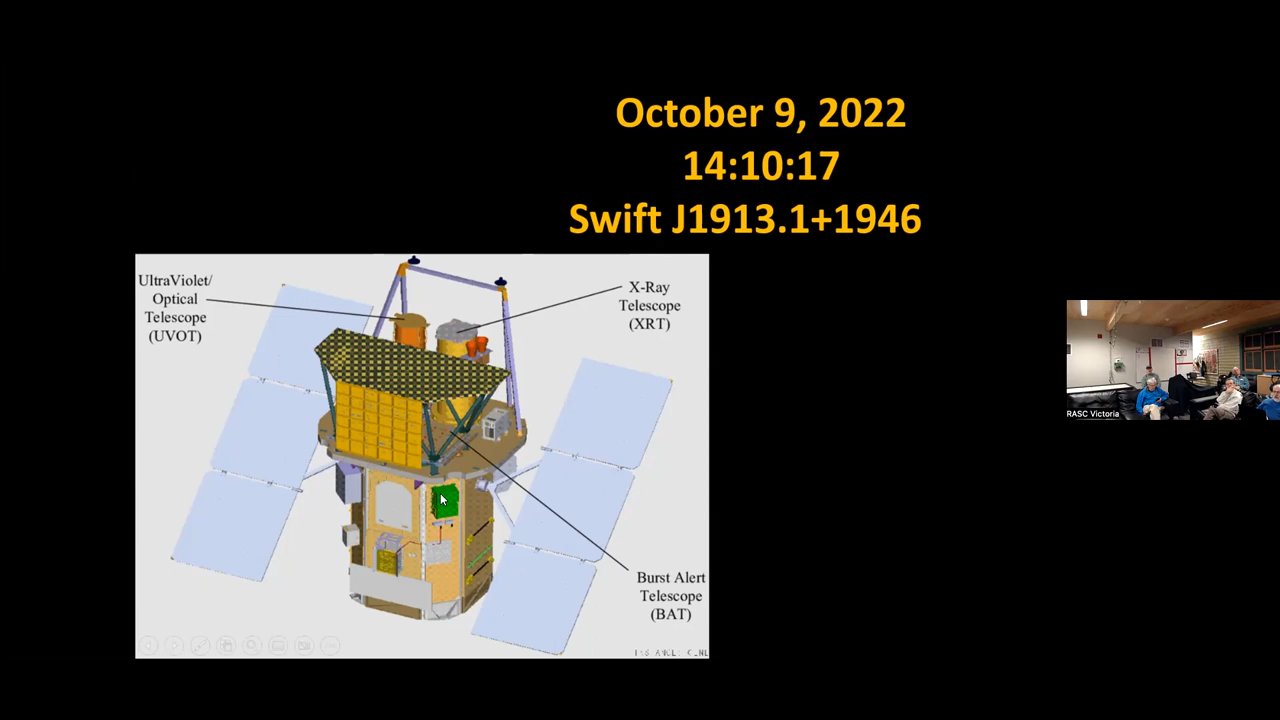 October 9, 2022
14:10:17
Swift J1913.1+1946
UltraViolet/
Optical
Telescope
(UVOT)
X-Ray
Telescope
(XRT)
Burst Alert
Telescope
(BAT)
RASC Victoria